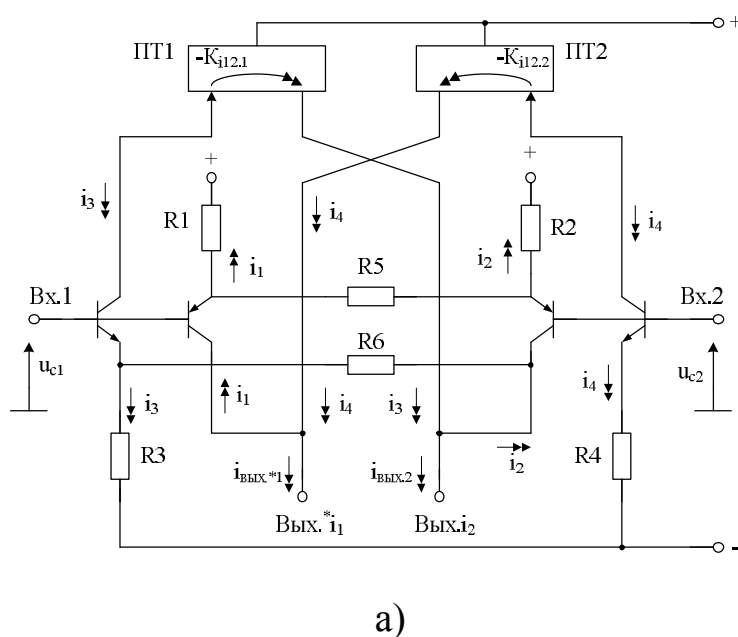 +
ПТ1 -Ki12.1 -Ki12.2 ПТ2
+ +
i3 i4 i4
R1 R2
i1 i2
R5
Вх.1 Вх.2
R6
uc1 uc2
i3 i1 i4 i3 i4
R3 R4
iвых.*1 iвых.2 i2
Вых.*i1 Вых.i2
-
а)